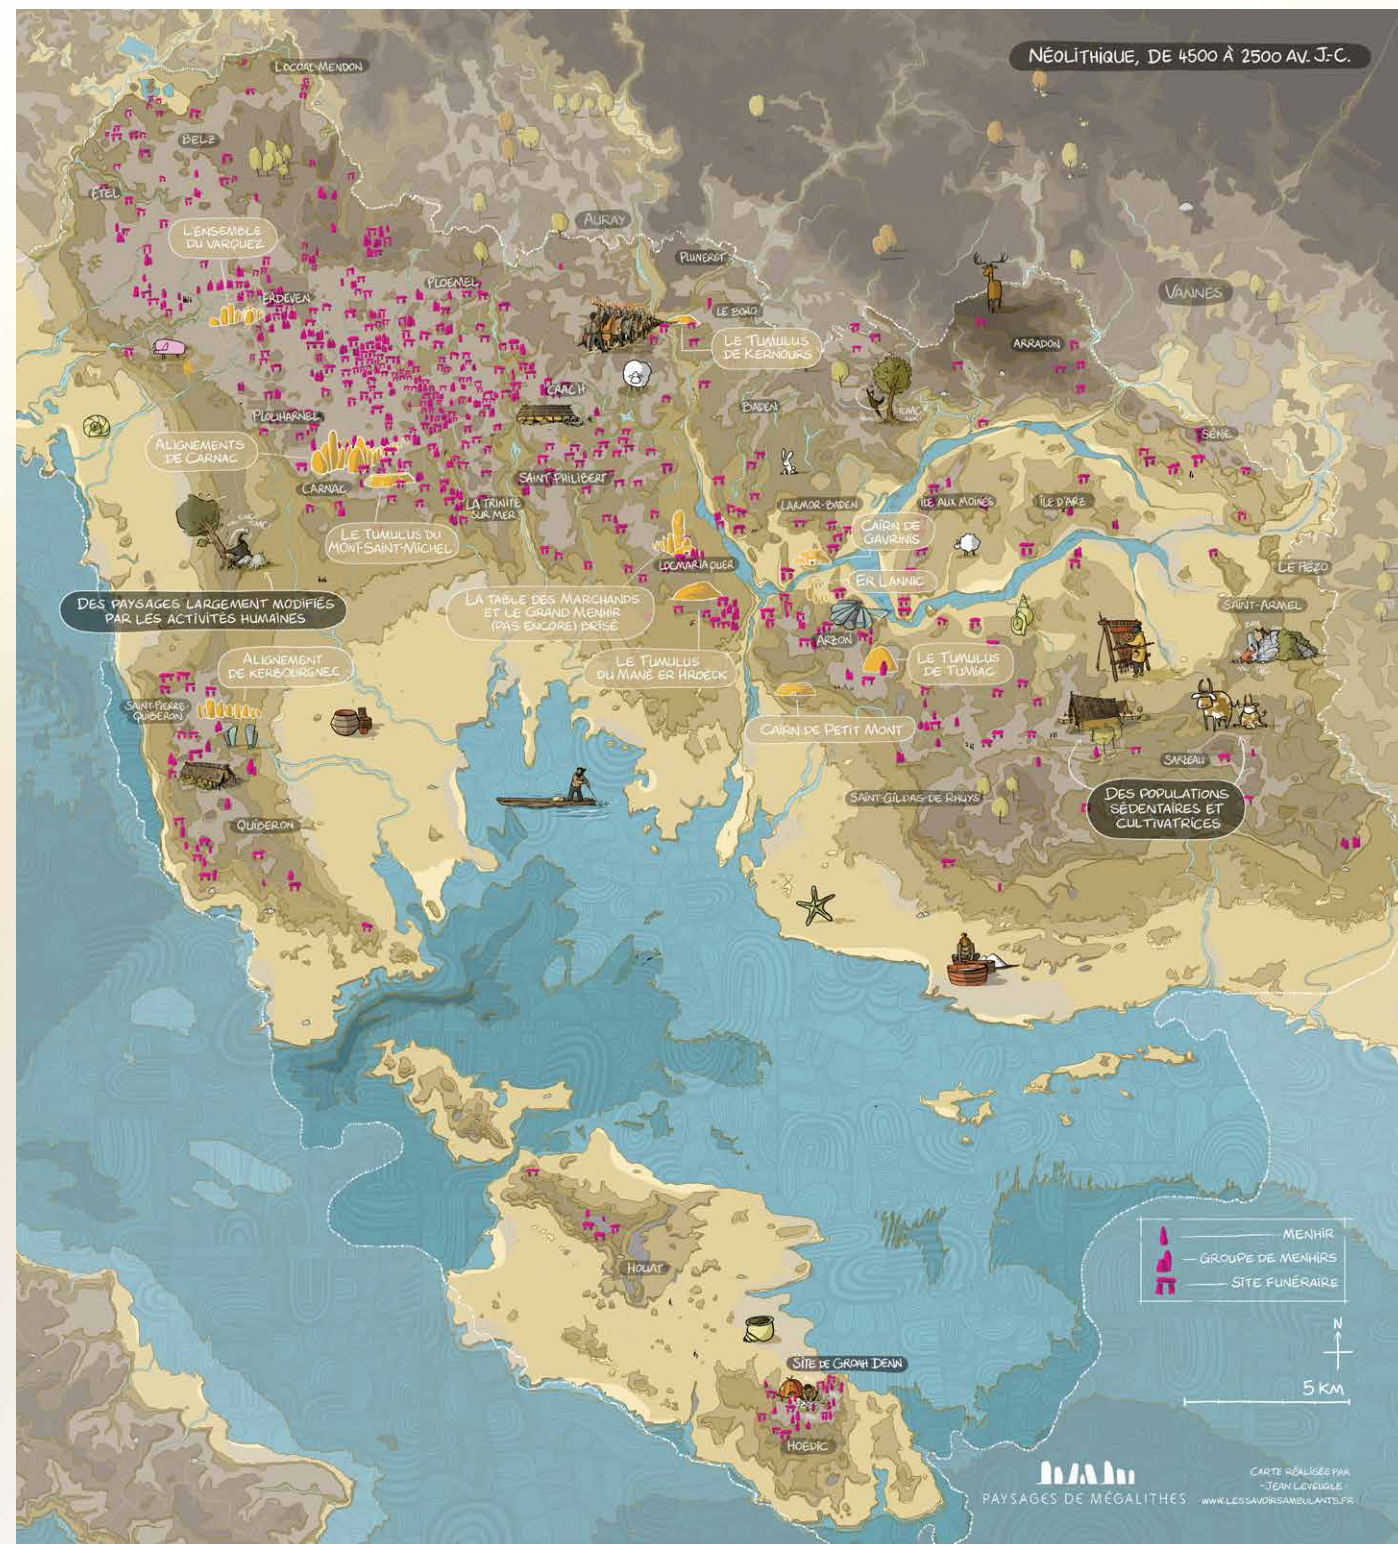 NÉOLITHIQUE, DE 4500 À 2500 AV. J.-C.
LOCOAL-MENDON
BELZ
ETEL
L'ENSEMBLE
DU VARQUEZ
AURAY
PLUNERET
VANNES
ERDEVEN
PLOEMEL
LE BONO
LE TUMULUS
DE KERNOURS
ARRADON
CRAC'H
BADEN
PLOUHARNEL
SÉNÉ
ALIGNEMENTS
DE CARNAC
CARNAC
SAINT-PHILIBERT
LA TRINITÉ
SUR MER
LARMOR-BADEN
ÎLE AUX MOINES
ÎLE D'ARZ
LE TUMULUS DU
MONT-SAINT-MICHEL
CAIRN DE
GAVRINIS
LOCMARIAQUER
ER LANNIC
LE HÉZO
DES PAYSAGES LARGEMENT MODIFIÉS
PAR LES ACTIVITÉS HUMAINES
LA TABLE DES MARCHANDS
ET LE GRAND MENHIR
(PAS ENCORE) BRISÉ
SAINT-ARMEL
ARZON
ALIGNEMENT
DE KERBOURGNEC
LE TUMULUS
DU MANÉ ER HROËCK
LE TUMULUS
DE TUMIAC
SAINT-PIERRE-
QUIBERON
CAIRN DE PETIT MONT
SARZEAU
SAINT-GILDAS-DE-RHUYS
DES POPULATIONS
SÉDENTAIRES ET
CULTIVATRICES
QUIBERON
MENHIR
GROUPE DE MENHIRS
SITE FUNÉRAIRE
HOUAT
N
SITE DE GROAH DENN
5 KM
HOEDIC
PAYSAGES DE MÉGALITHES
CARTE RÉALISÉE PAR
- JEAN LEVEUGLE -
WWW.LESSAVOIRSAMBULANTS.FR